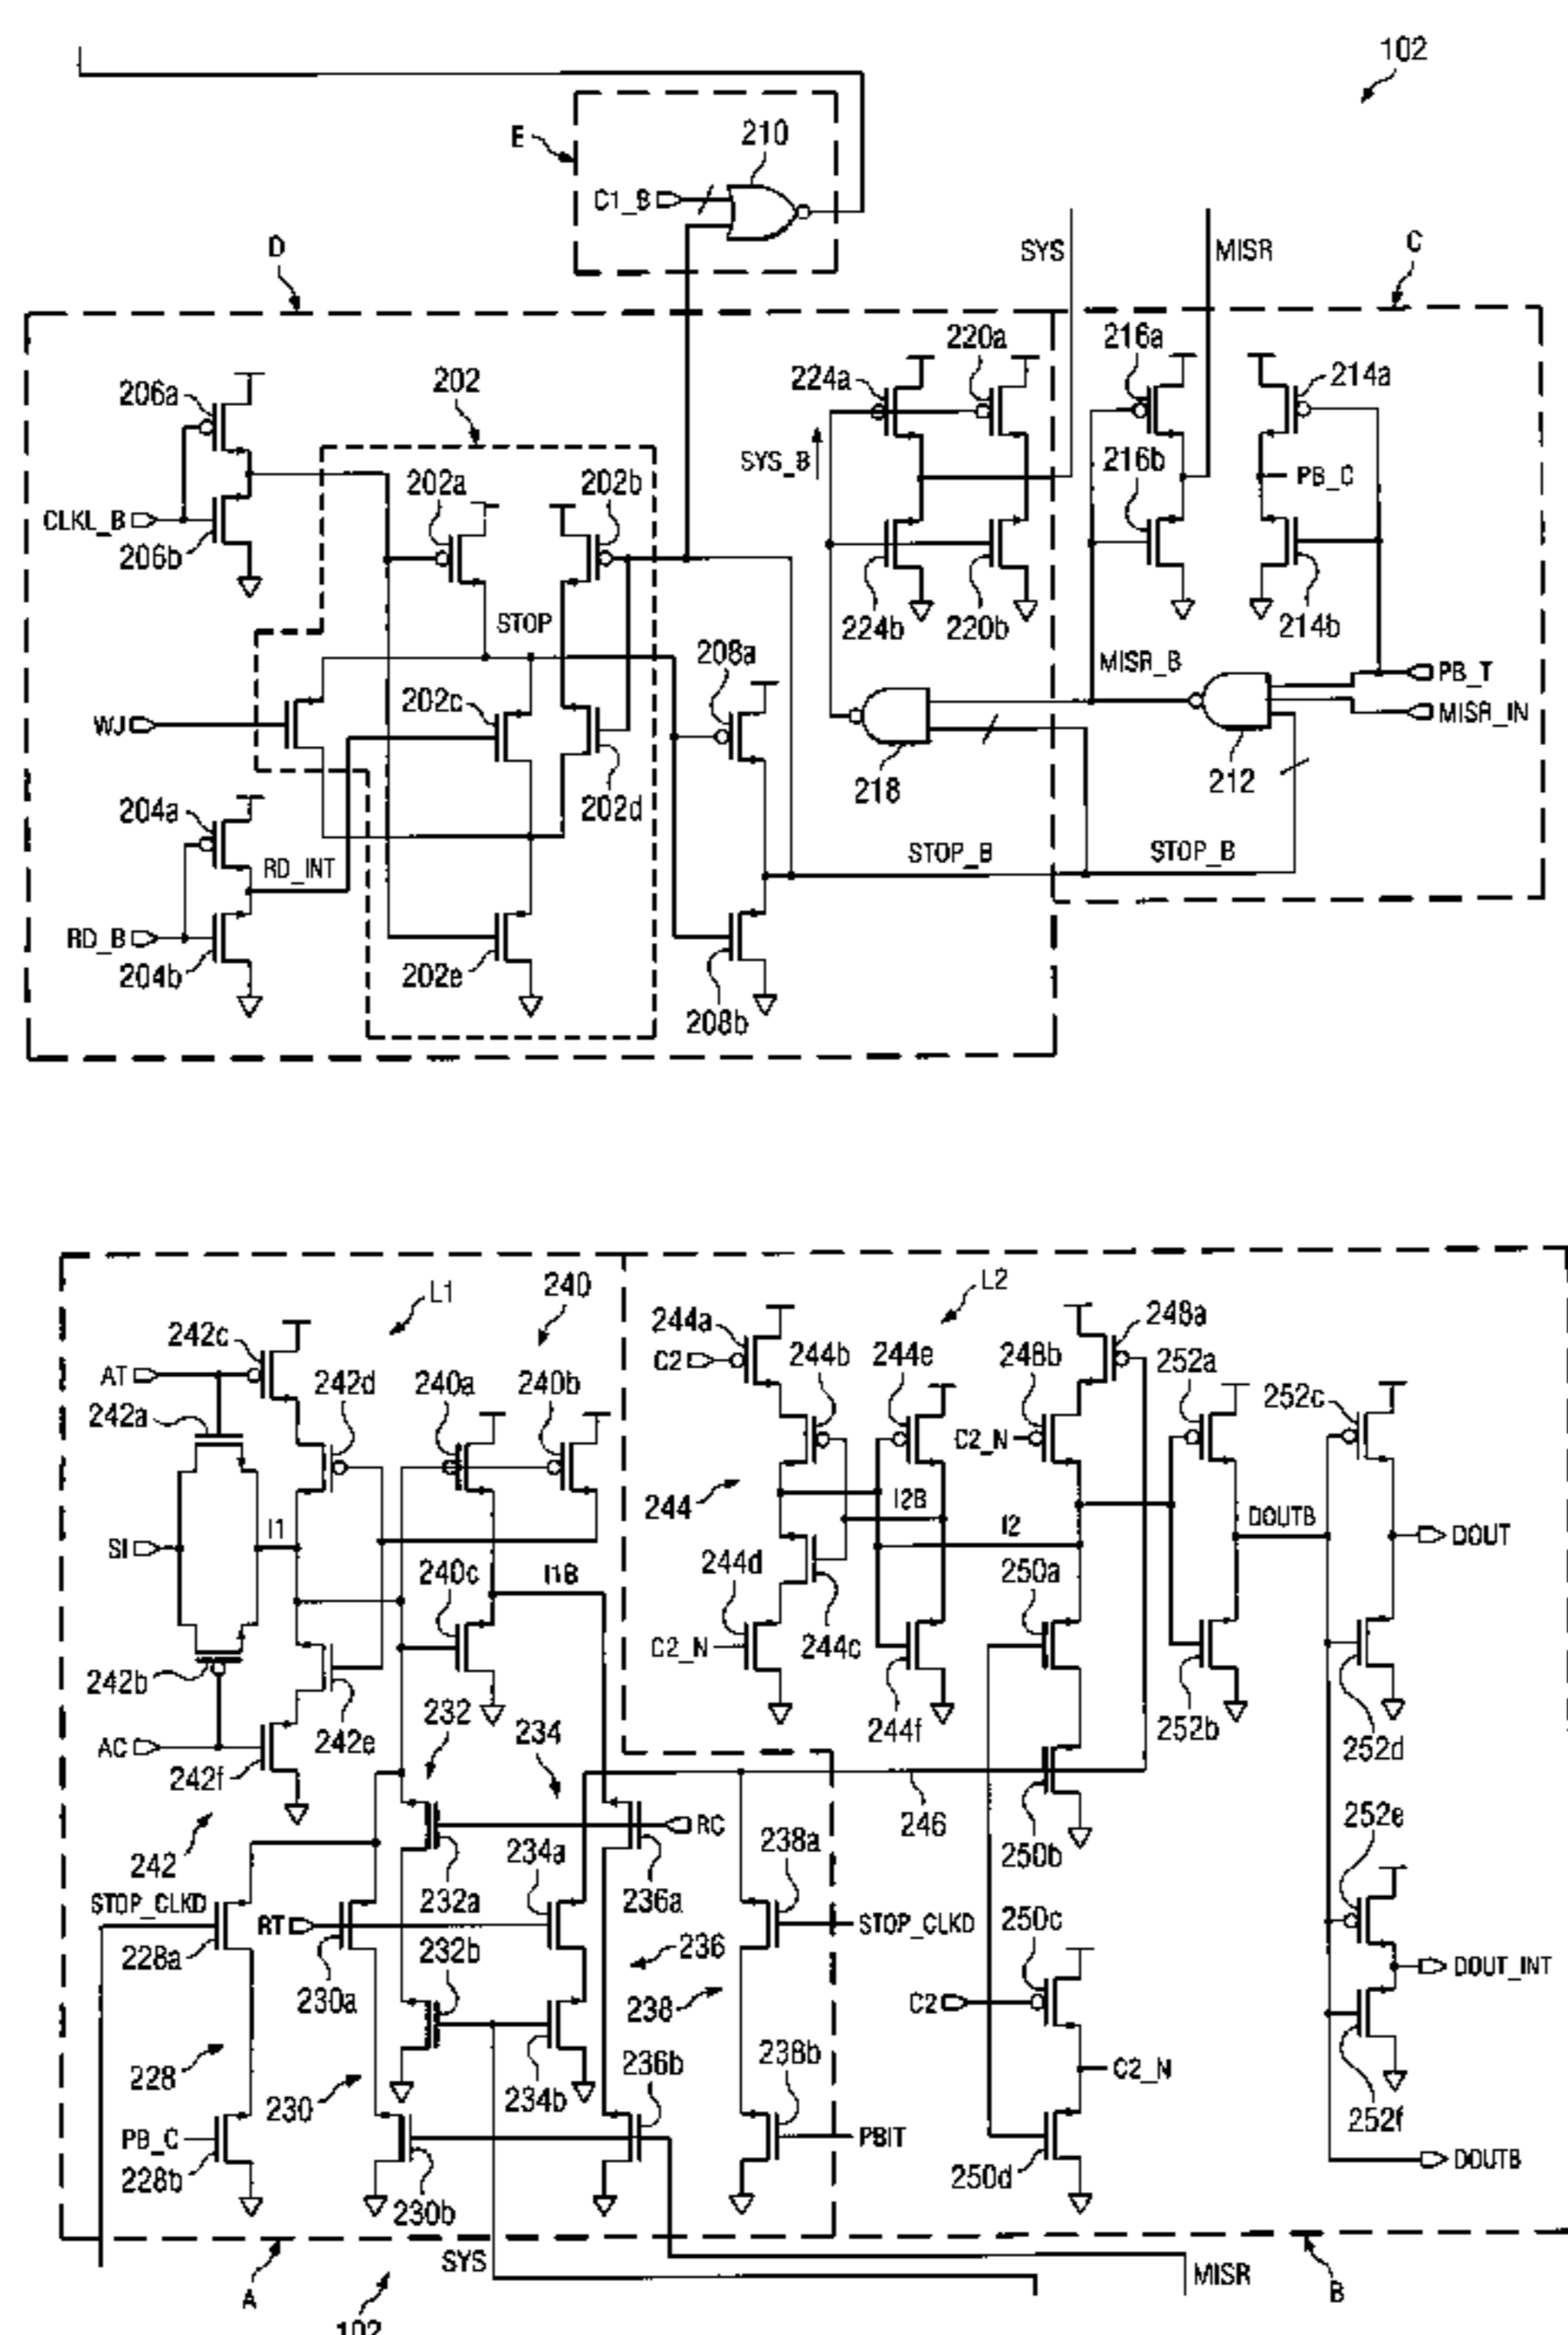 102
E
210
C1_B
D
SYS
MISR
C
206a
202
224a
220a
216a
214a
SYS_B
216b
PB_C
202a
202b
CLKL_B
206b
STOP
224b
220b
214b
208a
MISR_B
PB_T
WJ
202c
MISR_IN
218
212
204a
202d
RD_INT
STOP_B
STOP_B
RD_B
204b
202e
208b
L1
240
L2
242c
244a
248a
AT
242d
240a
240b
C2
244b
244e
248b
252a
252c
242a
C2_N
244
I2B
SI
I1
I2
DOUTB
DOUT
240c
I1B
244d
250a
C2_N
244c
242b
232
234
244f
252b
252d
AC
242e
242f
246
250b
252e
242
234a
RC
238a
STOP_CLKD
232a
236a
RT
STOP_CLKD
250c
228a
232b
236
230a
238
C2
DOUT_INT
228
236b
238b
C2_N
230
234b
252f
PB_C
PBIT
228b
250d
DOUTB
230b
SYS
MISR
A
B
102